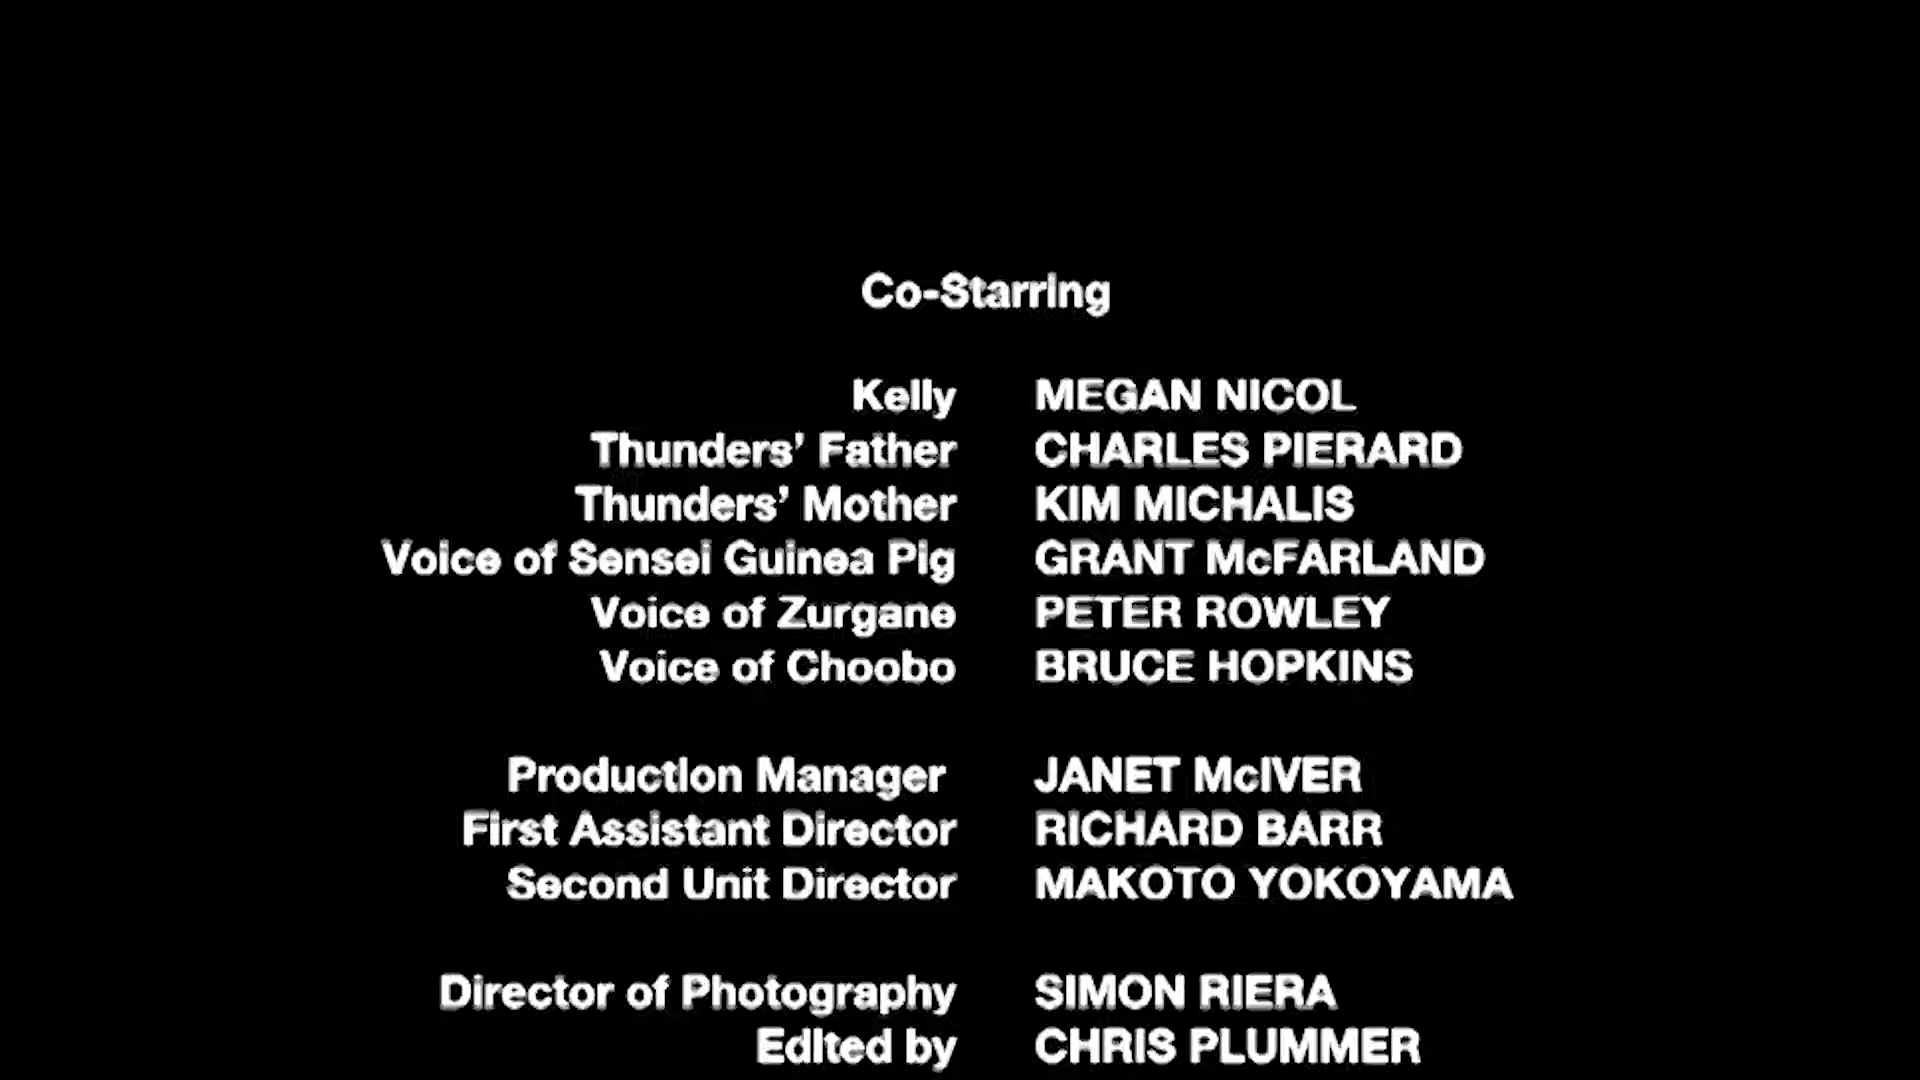 Co-Starring
Kelly MEGAN NICOL
Thunders' Father CHARLES PIERARD
Thunders' Mother KIM MICHALIS
Voice of Sensei Guinea Pig GRANT McFARLAND
Voice of Zurgane PETER ROWLEY
Voice of Choobo BRUCE HOPKINS
Production Manager JANET McIVER
First Assistant Director RICHARD BARR
Second Unit Director MAKOTO YOKOYAMA
Director of Photography SIMON RIERA
Edited by CHRIS PLUMMER